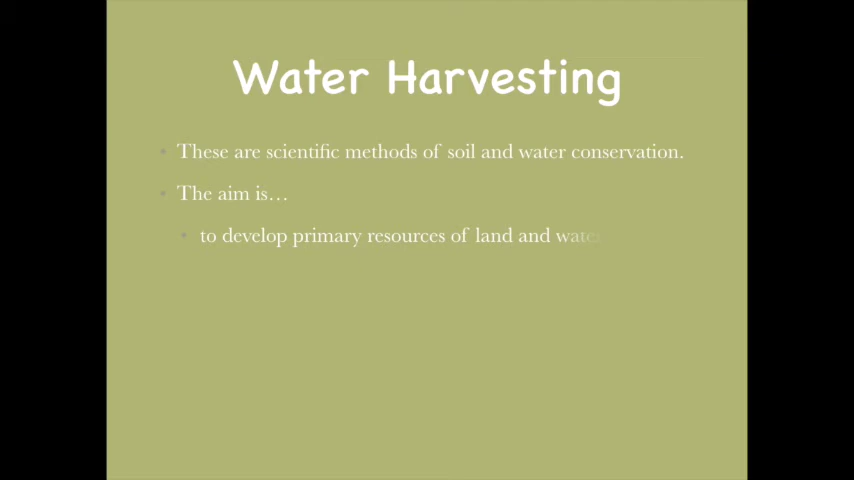 Water Harvesting
• These are scientific methods of soil and water conservation.
• The aim is…
• to develop primary resources of land and water